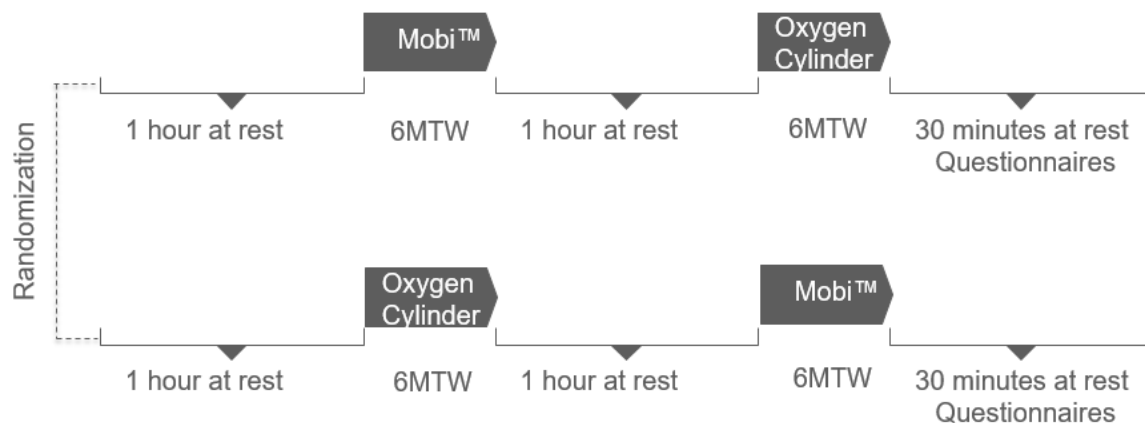 Randomization
Mobi™
Oxygen
Cylinder
1 hour at rest
6MTW
1 hour at rest
6MTW
30 minutes at rest
Questionnaires
Oxygen
Cylinder
Mobi™
1 hour at rest
6MTW
1 hour at rest
6MTW
30 minutes at rest
Questionnaires